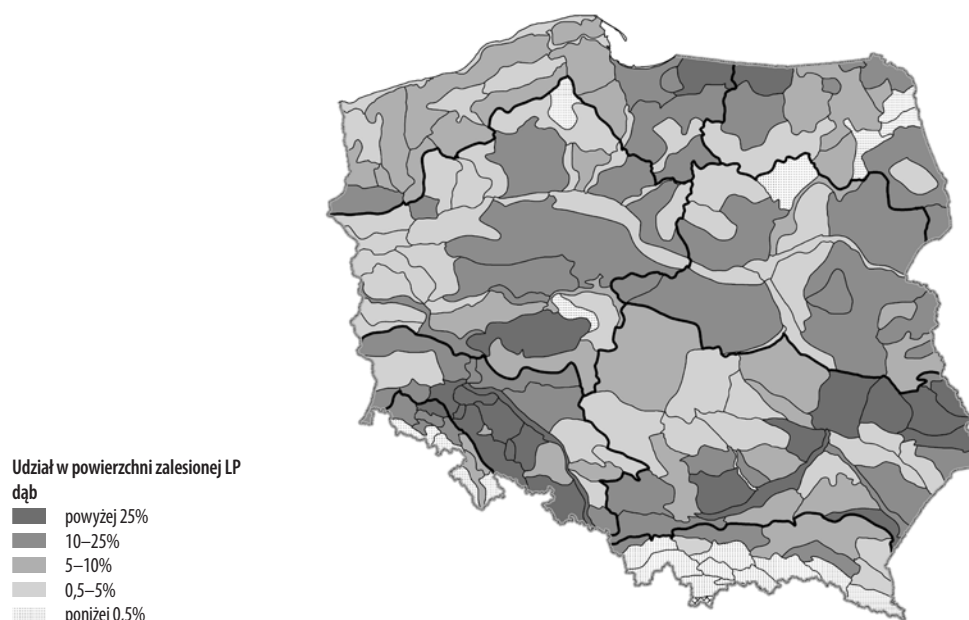 Udział w powierzchni zalesionej LP
dąb
powyżej 25%
10–25%
5–10%
0,5–5%
poniżej 0,5%